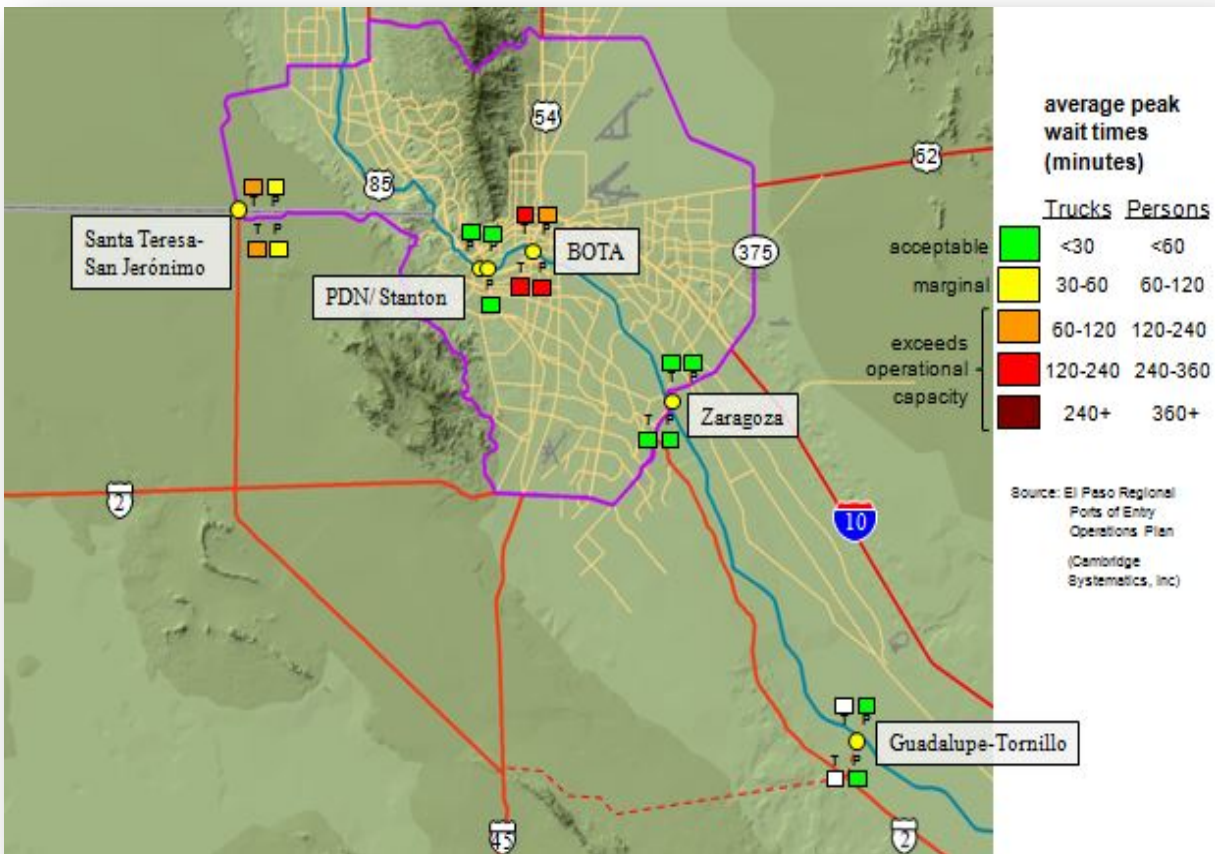 54
62
85
375
T P
Santa Teresa-
San Jerónimo
T P
P P
PDN/ Stanton
P
T P
BOTA
T P
T P
Zaragoza
T P
2
10
T P
Guadalupe-Tornillo
T P
45
2
average peak
wait times
(minutes)
Trucks Persons
acceptable <30 <60
marginal 30-60 60-120
60-120 120-240
exceeds
operational
capacity
120-240 240-360
240+ 360+
Source: El Paso Regional
Ports of Entry
Operations Plan
(Cambridge
Systematics, Inc)